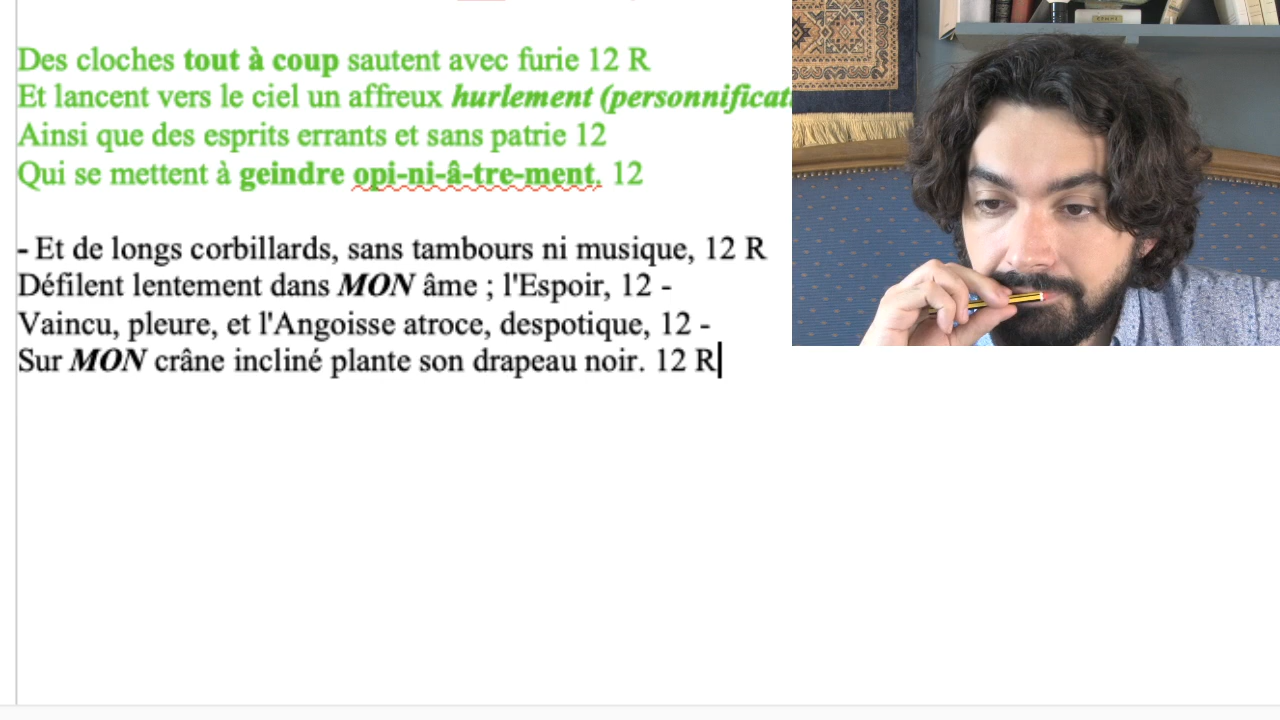 Des cloches tout à coup sautent avec furie 12 R
Et lancent vers le ciel un affreux hurlement (personnificat
Ainsi que des esprits errants et sans patrie 12
Qui se mettent à geindre opi-ni-â-tre-ment. 12
- Et de longs corbillards, sans tambours ni musique, 12 R
Défilent lentement dans MON âme ; l'Espoir, 12 -
Vaincu, pleure, et l'Angoisse atroce, despotique, 12 -
Sur MON crâne incliné plante son drapeau noir. 12 R